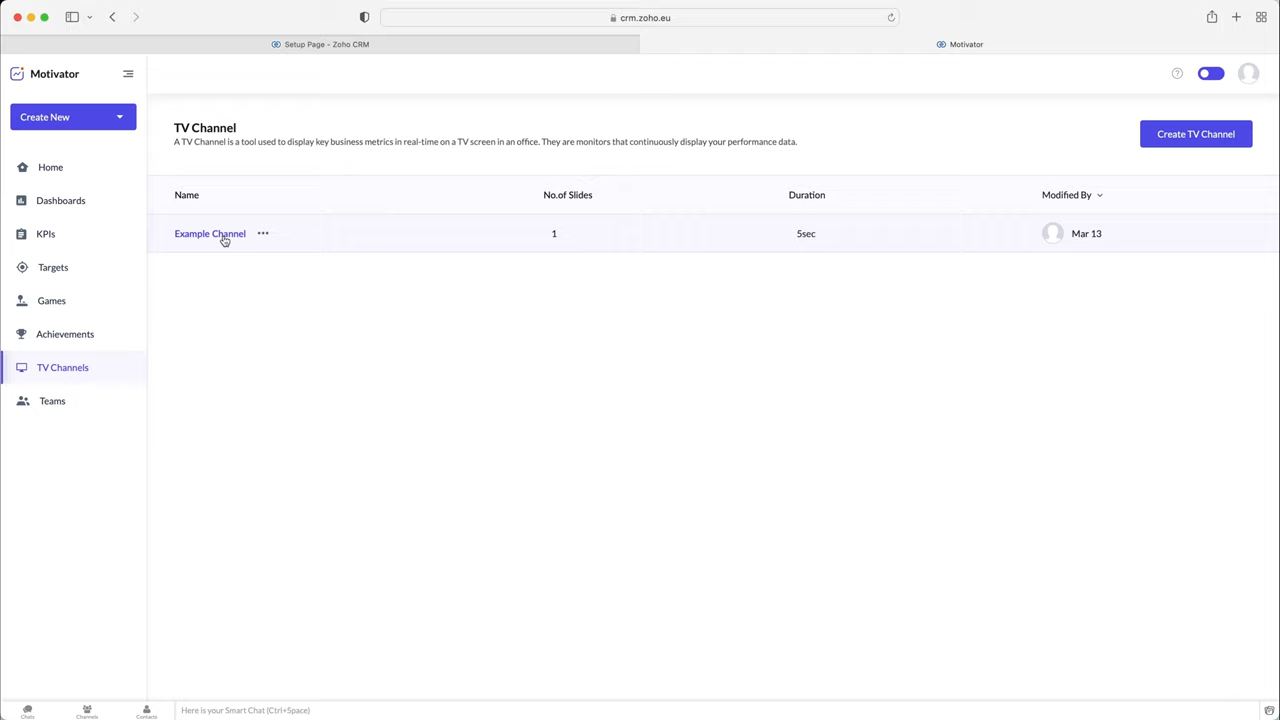 crm.zoho.eu
Setup Page - Zoho CRM
Motivator
Motivator
Create New
Home
Dashboards
KPIs
Targets
Games
Achievements
TV Channels
Teams
TV Channel
A TV Channel is a tool used to display key business metrics in real-time on a TV screen in an office. They are monitors that continuously display your performance data.
Create TV Channel
Name No.of Slides Duration Modified By
Example Channel ••• 1 5sec Mar 13
Chats Channels Contacts Here is your Smart Chat (Ctrl+Space)